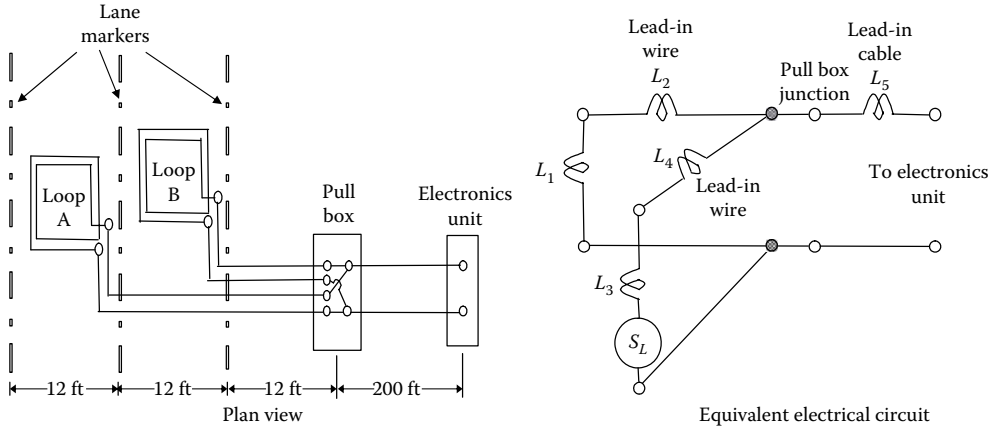 Lane
markers
Loop
A
Loop
B
Pull
box
Electronics
unit
12 ft
12 ft
12 ft
200 ft
Plan view
Lead-in
wire
L2
Pull box
junction
Lead-in
cable
L5
L1
L4
Lead-in
wire
To electronics
unit
L3
SL
Equivalent electrical circuit